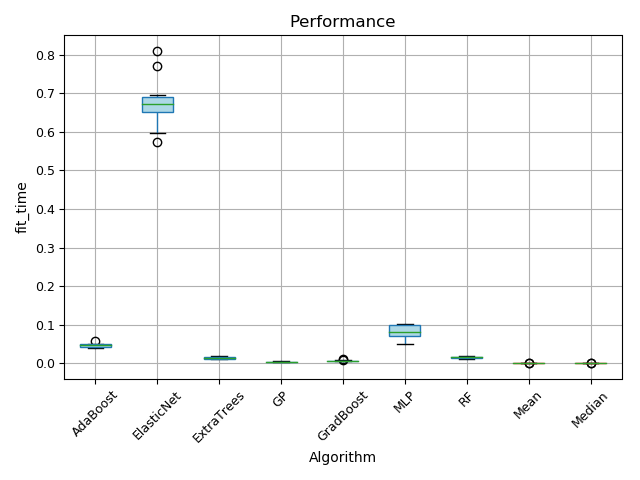 Performance
0.8
0.7
0.6
0.5
0.4
0.3
0.2
0.1
0.0
fit_time
AdaBoost
ElasticNet
ExtraTrees
GP
GradBoost
MLP
RF
Mean
Median
Algorithm